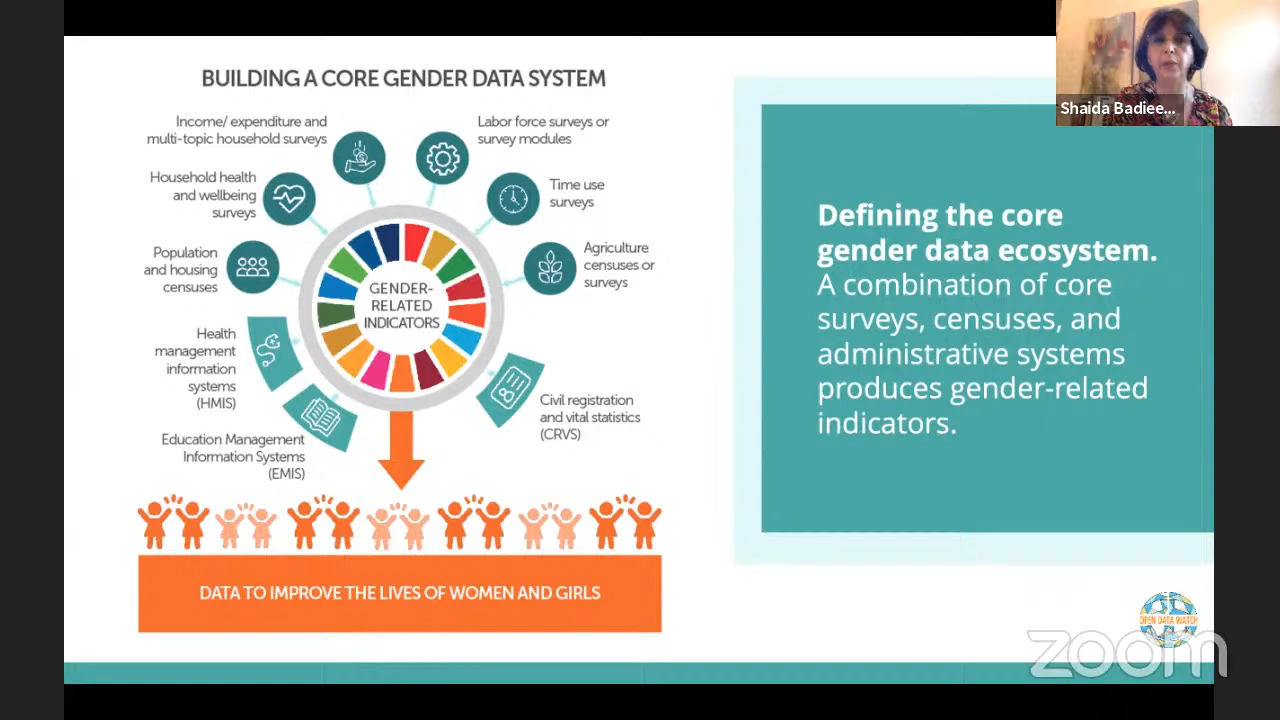 BUILDING A CORE GENDER DATA SYSTEM
Income/ expenditure and
multi-topic household surveys
Labor force surveys or
survey modules
Household health
and wellbeing
surveys
Time use
surveys
Population
and housing
censuses
Agriculture
censuses or
surveys
GENDER-
RELATED
INDICATORS
Health
management
information
systems
(HMIS)
Education Management
Information Systems
(EMIS)
Civil registration
and vital statistics
(CRVS)
DATA TO IMPROVE THE LIVES OF WOMEN AND GIRLS
Shaida Badiee...
Defining the core
gender data ecosystem.
A combination of core
surveys, censuses, and
administrative systems
produces gender-related
indicators.
OPEN DATA WATCH
zoom